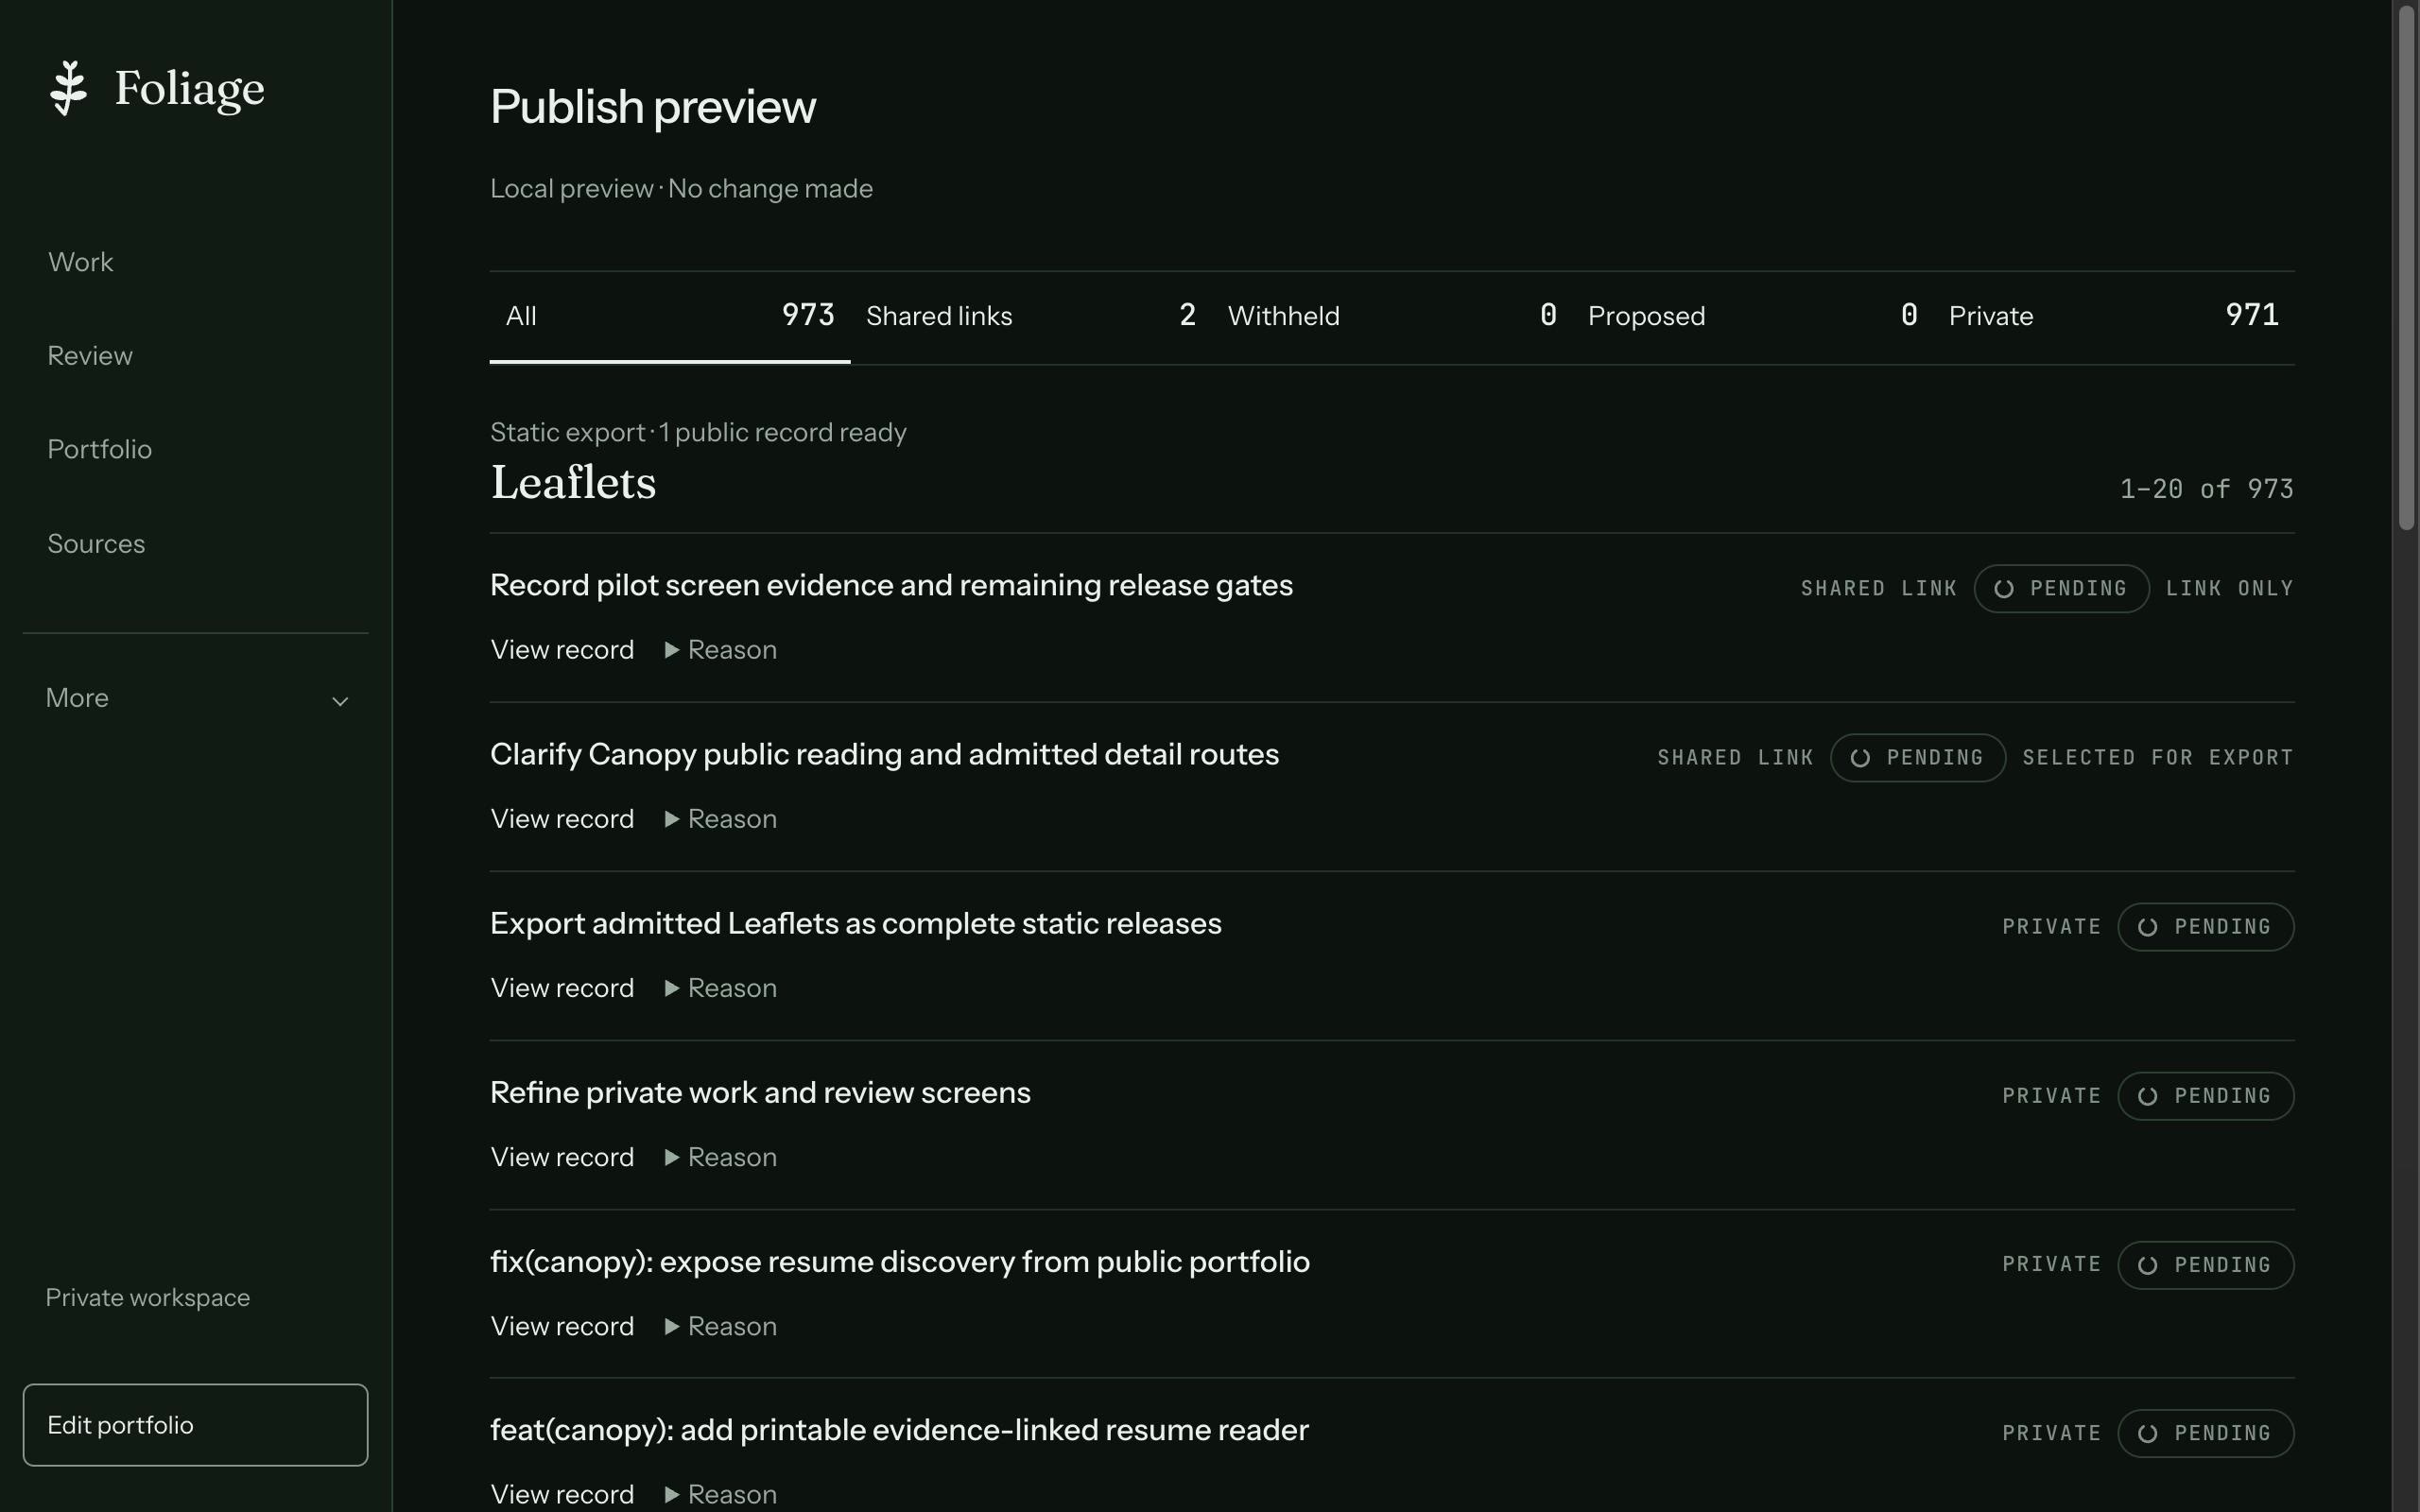 Foliage
Work
Review
Portfolio
Sources
More
Private workspace
Edit portfolio
Publish preview
Local preview · No change made
All 973 Shared links 2 Withheld 0 Proposed 0 Private 971
Static export · 1 public record ready
Leaflets
1–20 of 973
Record pilot screen evidence and remaining release gates SHARED LINK PENDING LINK ONLY
View record Reason
Clarify Canopy public reading and admitted detail routes SHARED LINK PENDING SELECTED FOR EXPORT
View record Reason
Export admitted Leaflets as complete static releases PRIVATE PENDING
View record Reason
Refine private work and review screens PRIVATE PENDING
View record Reason
fix(canopy): expose resume discovery from public portfolio PRIVATE PENDING
View record Reason
feat(canopy): add printable evidence-linked resume reader PRIVATE PENDING
View record Reason